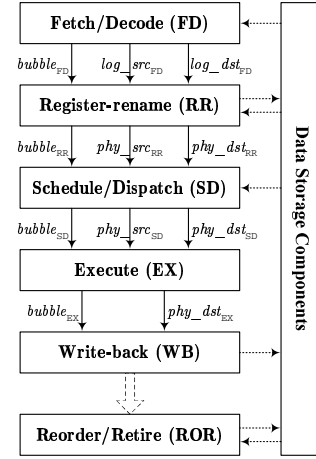 Fetch/Decode (FD)
bubble_FD log_src_FD log_dst_FD
Register-rename (RR)
bubble_RR phy_src_RR phy_dst_RR
Schedule/Dispatch (SD)
bubble_SD phy_src_SD phy_dst_SD
Execute (EX)
bubble_EX phy_dst_EX
Write-back (WB)
Reorder/Retire (ROR)
Data Storage Components